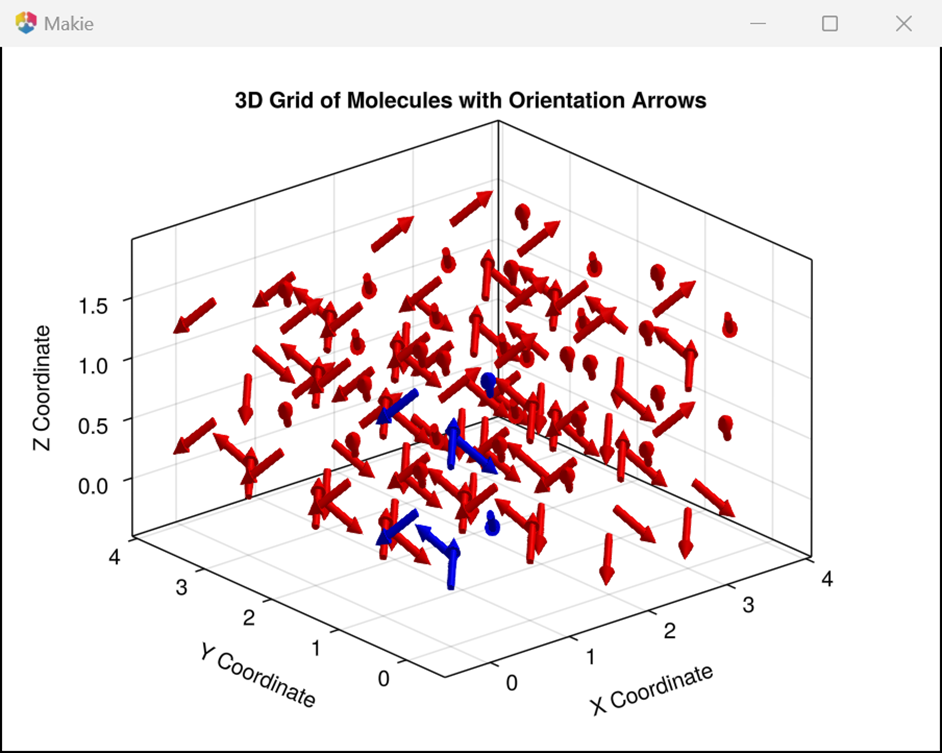 Makie
3D Grid of Molecules with Orientation Arrows
Z Coordinate
1.5
1.0
0.5
0.0
4
3
2
1
0
Y Coordinate
0
1
2
3
4
X Coordinate